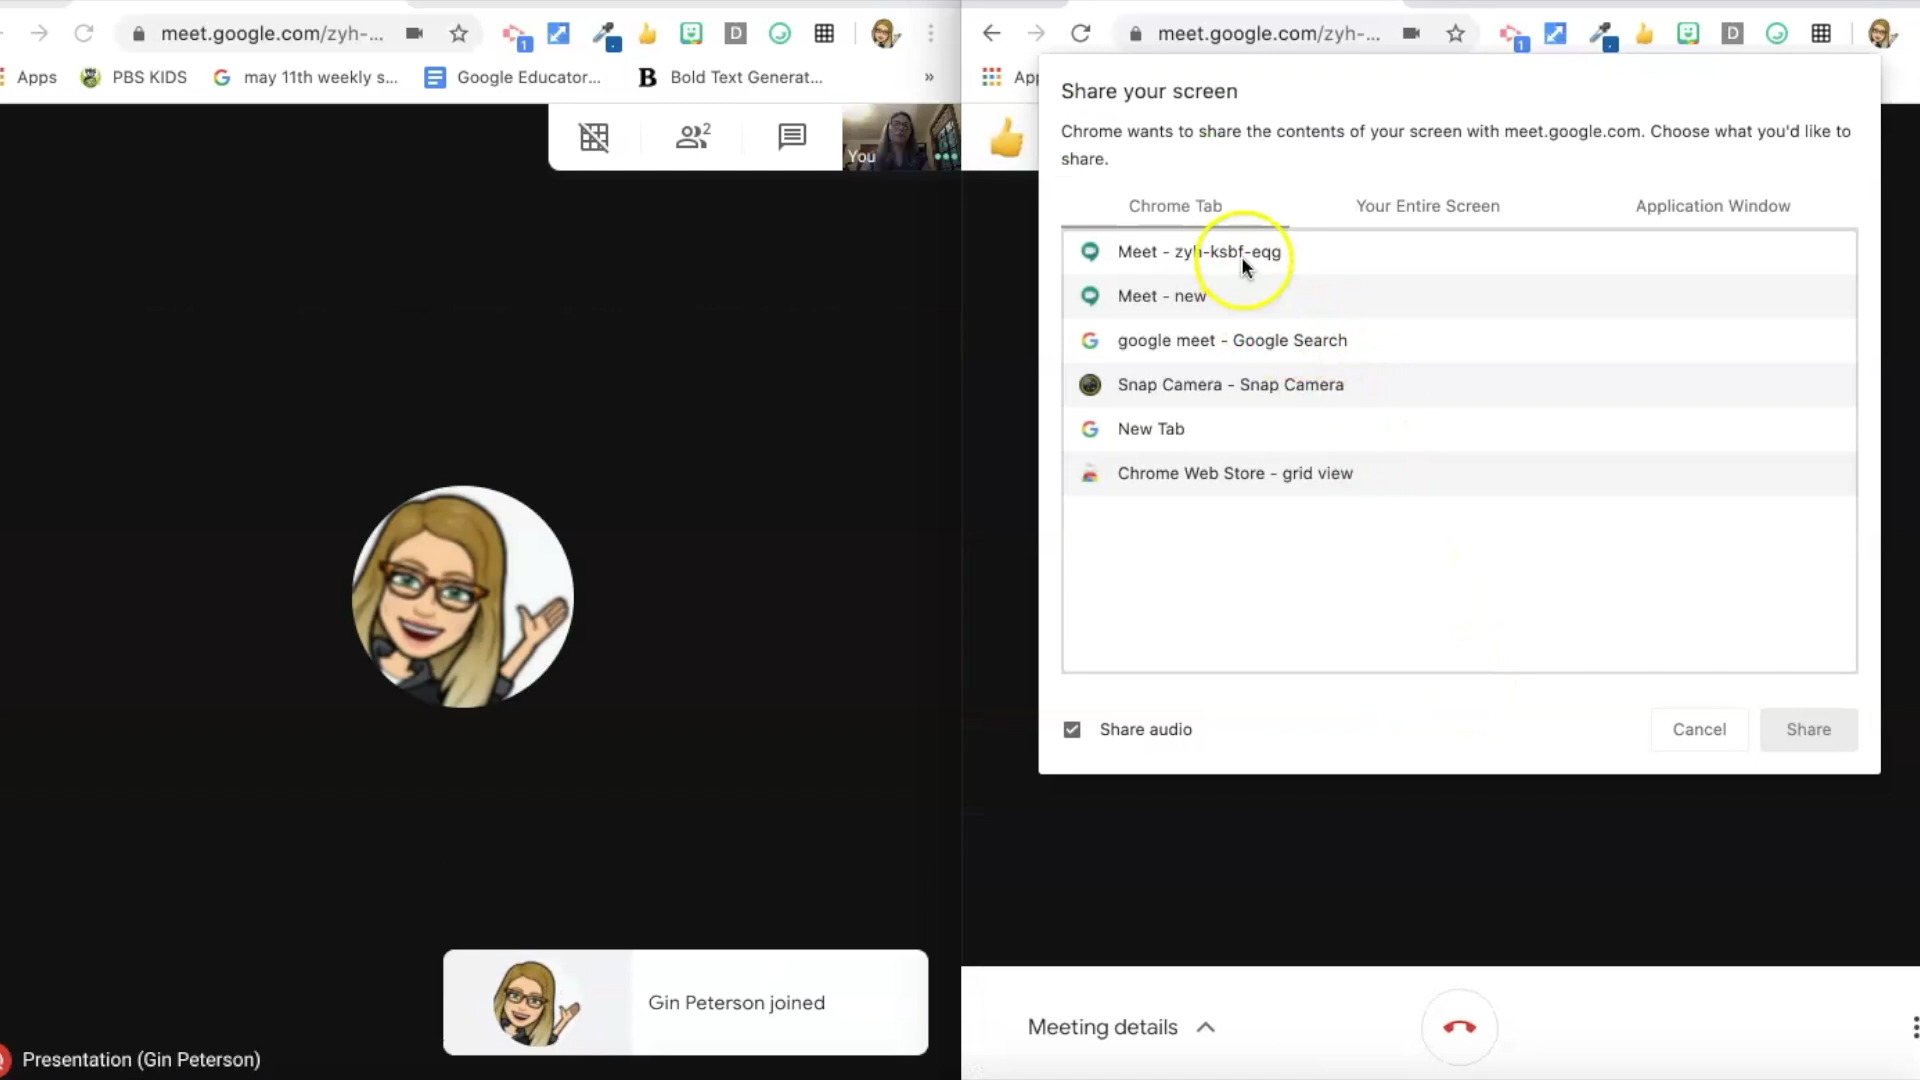 meet.google.com/zyh-...
1
D
Apps
PBS KIDS
may 11th weekly s...
Google Educator...
B
Bold Text Generat...
»
2
You
Gin Peterson joined
Presentation (Gin Peterson)
meet.google.com/zyh-...
1
D
App
Share your screen
Chrome wants to share the contents of your screen with meet.google.com. Choose what you'd like to
share.
Chrome Tab
Your Entire Screen
Application Window
Meet - zyh-ksbf-eqg
Meet - new
google meet - Google Search
Snap Camera - Snap Camera
New Tab
Chrome Web Store - grid view
Share audio
Cancel
Share
Meeting details